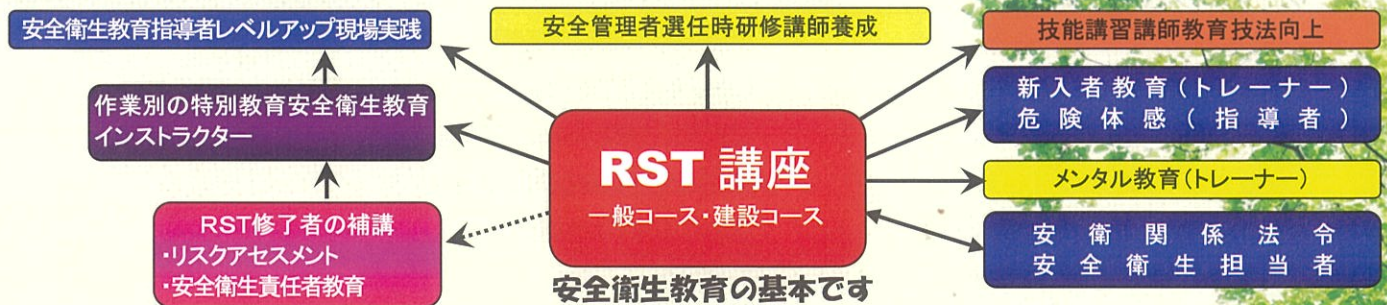 安全衛生教育指導者レベルアップ現場実践
安全管理者選任時研修講師養成
技能講習講師教育技法向上
作業別の特別教育安全衛生教育
インストラクター
新入者教育(トレーナー)
危険体感(指導者)
RST 講座
一般コース・建設コース
メンタル教育(トレーナー)
RST修了者の補講
・リスクアセスメント
・安全衛生責任者教育
安衛関係法令
安全衛生担当者
安全衛生教育の基本です